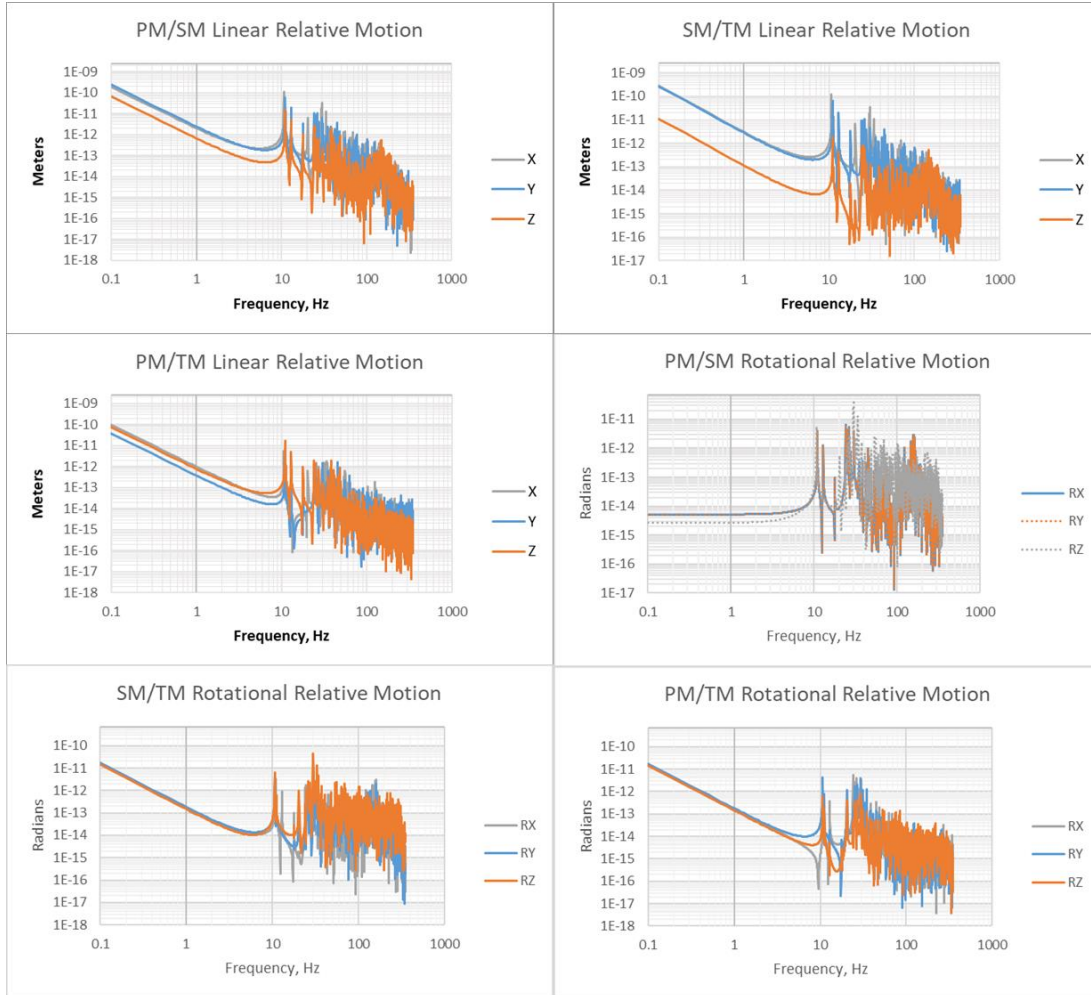 PM/SM Linear Relative Motion
1E-09
1E-10
1E-11
1E-12
1E-13
1E-14
1E-15
1E-16
1E-17
1E-18
Meters
0.1 1 10 100 1000
Frequency, Hz
X
Y
Z
SM/TM Linear Relative Motion
1E-09
1E-10
1E-11
1E-12
1E-13
1E-14
1E-15
1E-16
1E-17
Meters
0.1 1 10 100 1000
Frequency, Hz
X
Y
Z
PM/TM Linear Relative Motion
1E-09
1E-10
1E-11
1E-12
1E-13
1E-14
1E-15
1E-16
1E-17
1E-18
Meters
0.1 1 10 100 1000
Frequency, Hz
X
Y
Z
PM/SM Rotational Relative Motion
1E-11
1E-12
1E-13
1E-14
1E-15
1E-16
1E-17
Radians
0.1 1 10 100 1000
Frequency, Hz
RX
RY
RZ
SM/TM Rotational Relative Motion
1E-10
1E-11
1E-12
1E-13
1E-14
1E-15
1E-16
1E-17
1E-18
Radians
0.1 1 10 100 1000
Frequency, Hz
RX
RY
RZ
PM/TM Rotational Relative Motion
1E-10
1E-11
1E-12
1E-13
1E-14
1E-15
1E-16
1E-17
1E-18
Radians
0.1 1 10 100 1000
Frequency, Hz
RX
RY
RZ